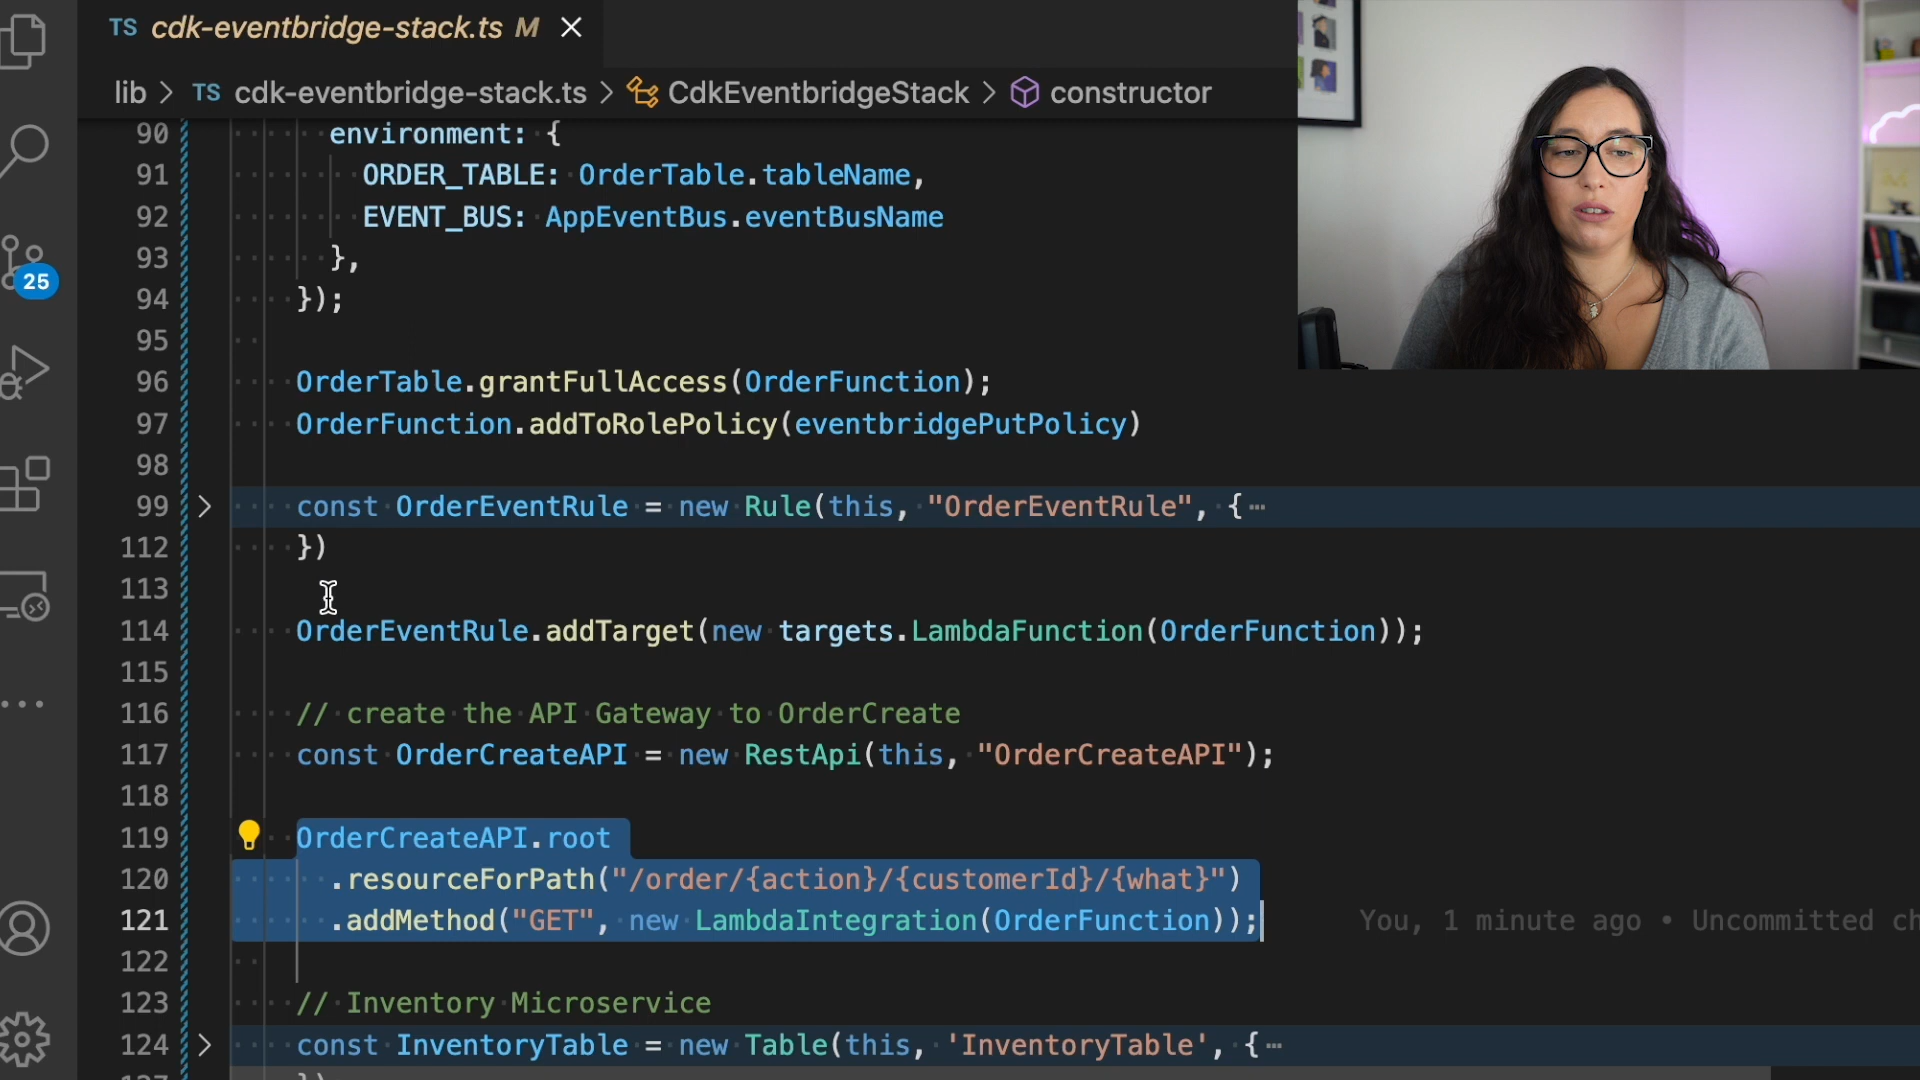 TS cdk-eventbridge-stack.ts M
lib > TS cdk-eventbridge-stack.ts > CdkEventbridgeStack > constructor
90 environment: {
91 ORDER_TABLE: OrderTable.tableName,
92 EVENT_BUS: AppEventBus.eventBusName
93 },
94 });
95
96 OrderTable.grantFullAccess(OrderFunction);
97 OrderFunction.addToRolePolicy(eventbridgePutPolicy)
98
99 const OrderEventRule = new Rule(this, "OrderEventRule", {⋯
112 })
113
114 OrderEventRule.addTarget(new targets.LambdaFunction(OrderFunction));
115
116 // create the API Gateway to OrderCreate
117 const OrderCreateAPI = new RestApi(this, "OrderCreateAPI");
118
119 OrderCreateAPI.root
120 .resourceForPath("/order/{action}/{customerId}/{what}")
121 .addMethod("GET", new LambdaIntegration(OrderFunction)); You, 1 minute ago • Uncommitted ch
122
123 // Inventory Microservice
124 const InventoryTable = new Table(this, 'InventoryTable', {⋯
25